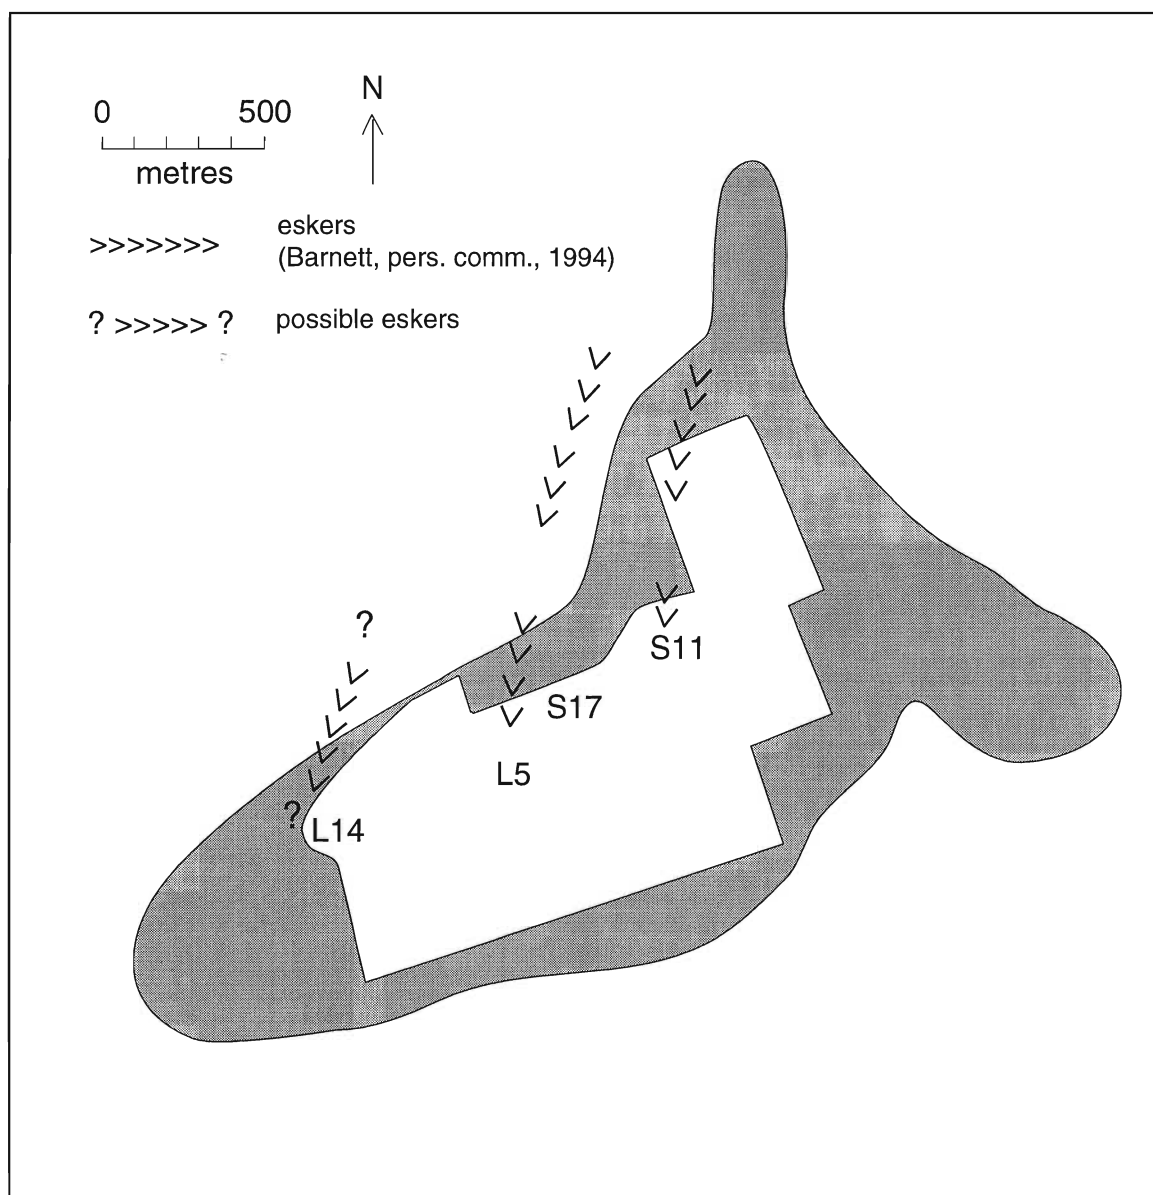 N
0 500
metres
>>>>>>> eskers
(Barnett, pers. comm., 1994)
? >>>>> ? possible eskers
?
S11
S17
L5
?
L14